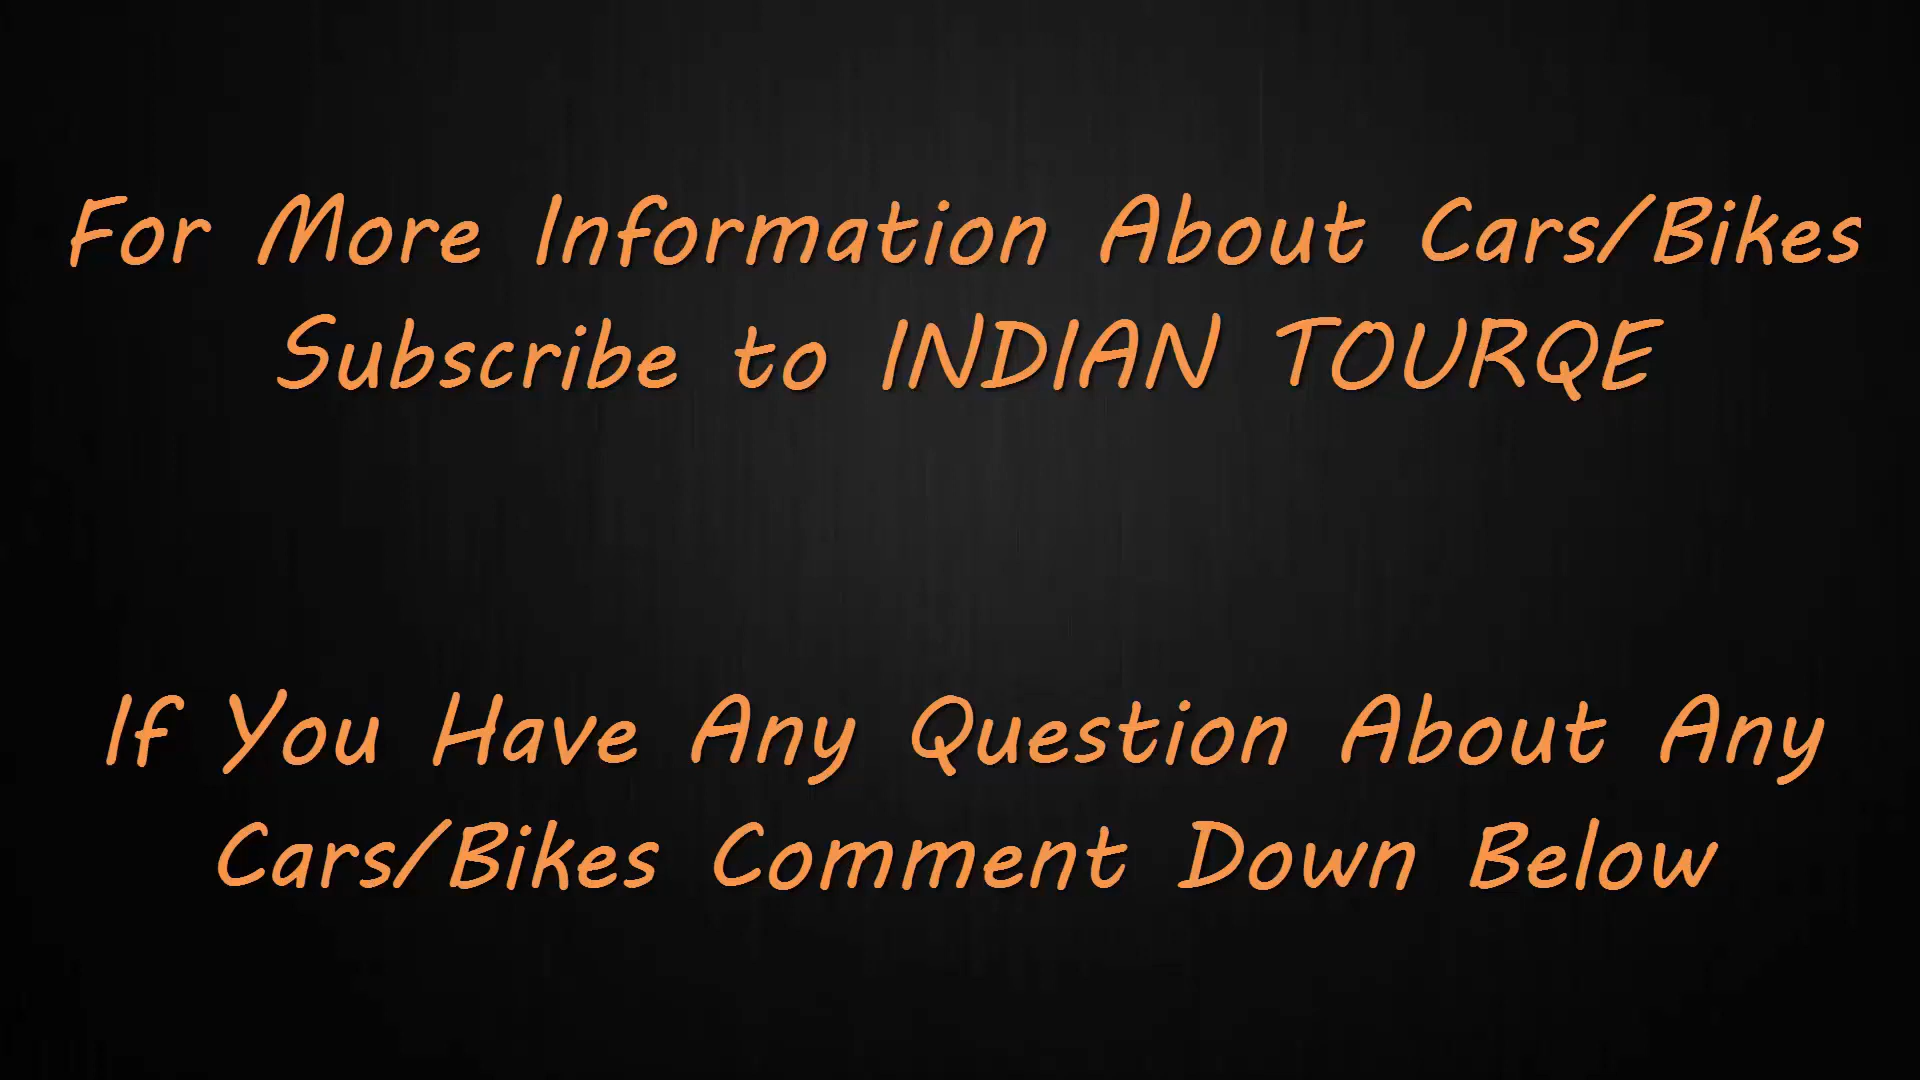 For More Information About Cars/Bikes
Subscribe to INDIAN TOURQE
If You Have Any Question About Any
Cars/Bikes Comment Down Below